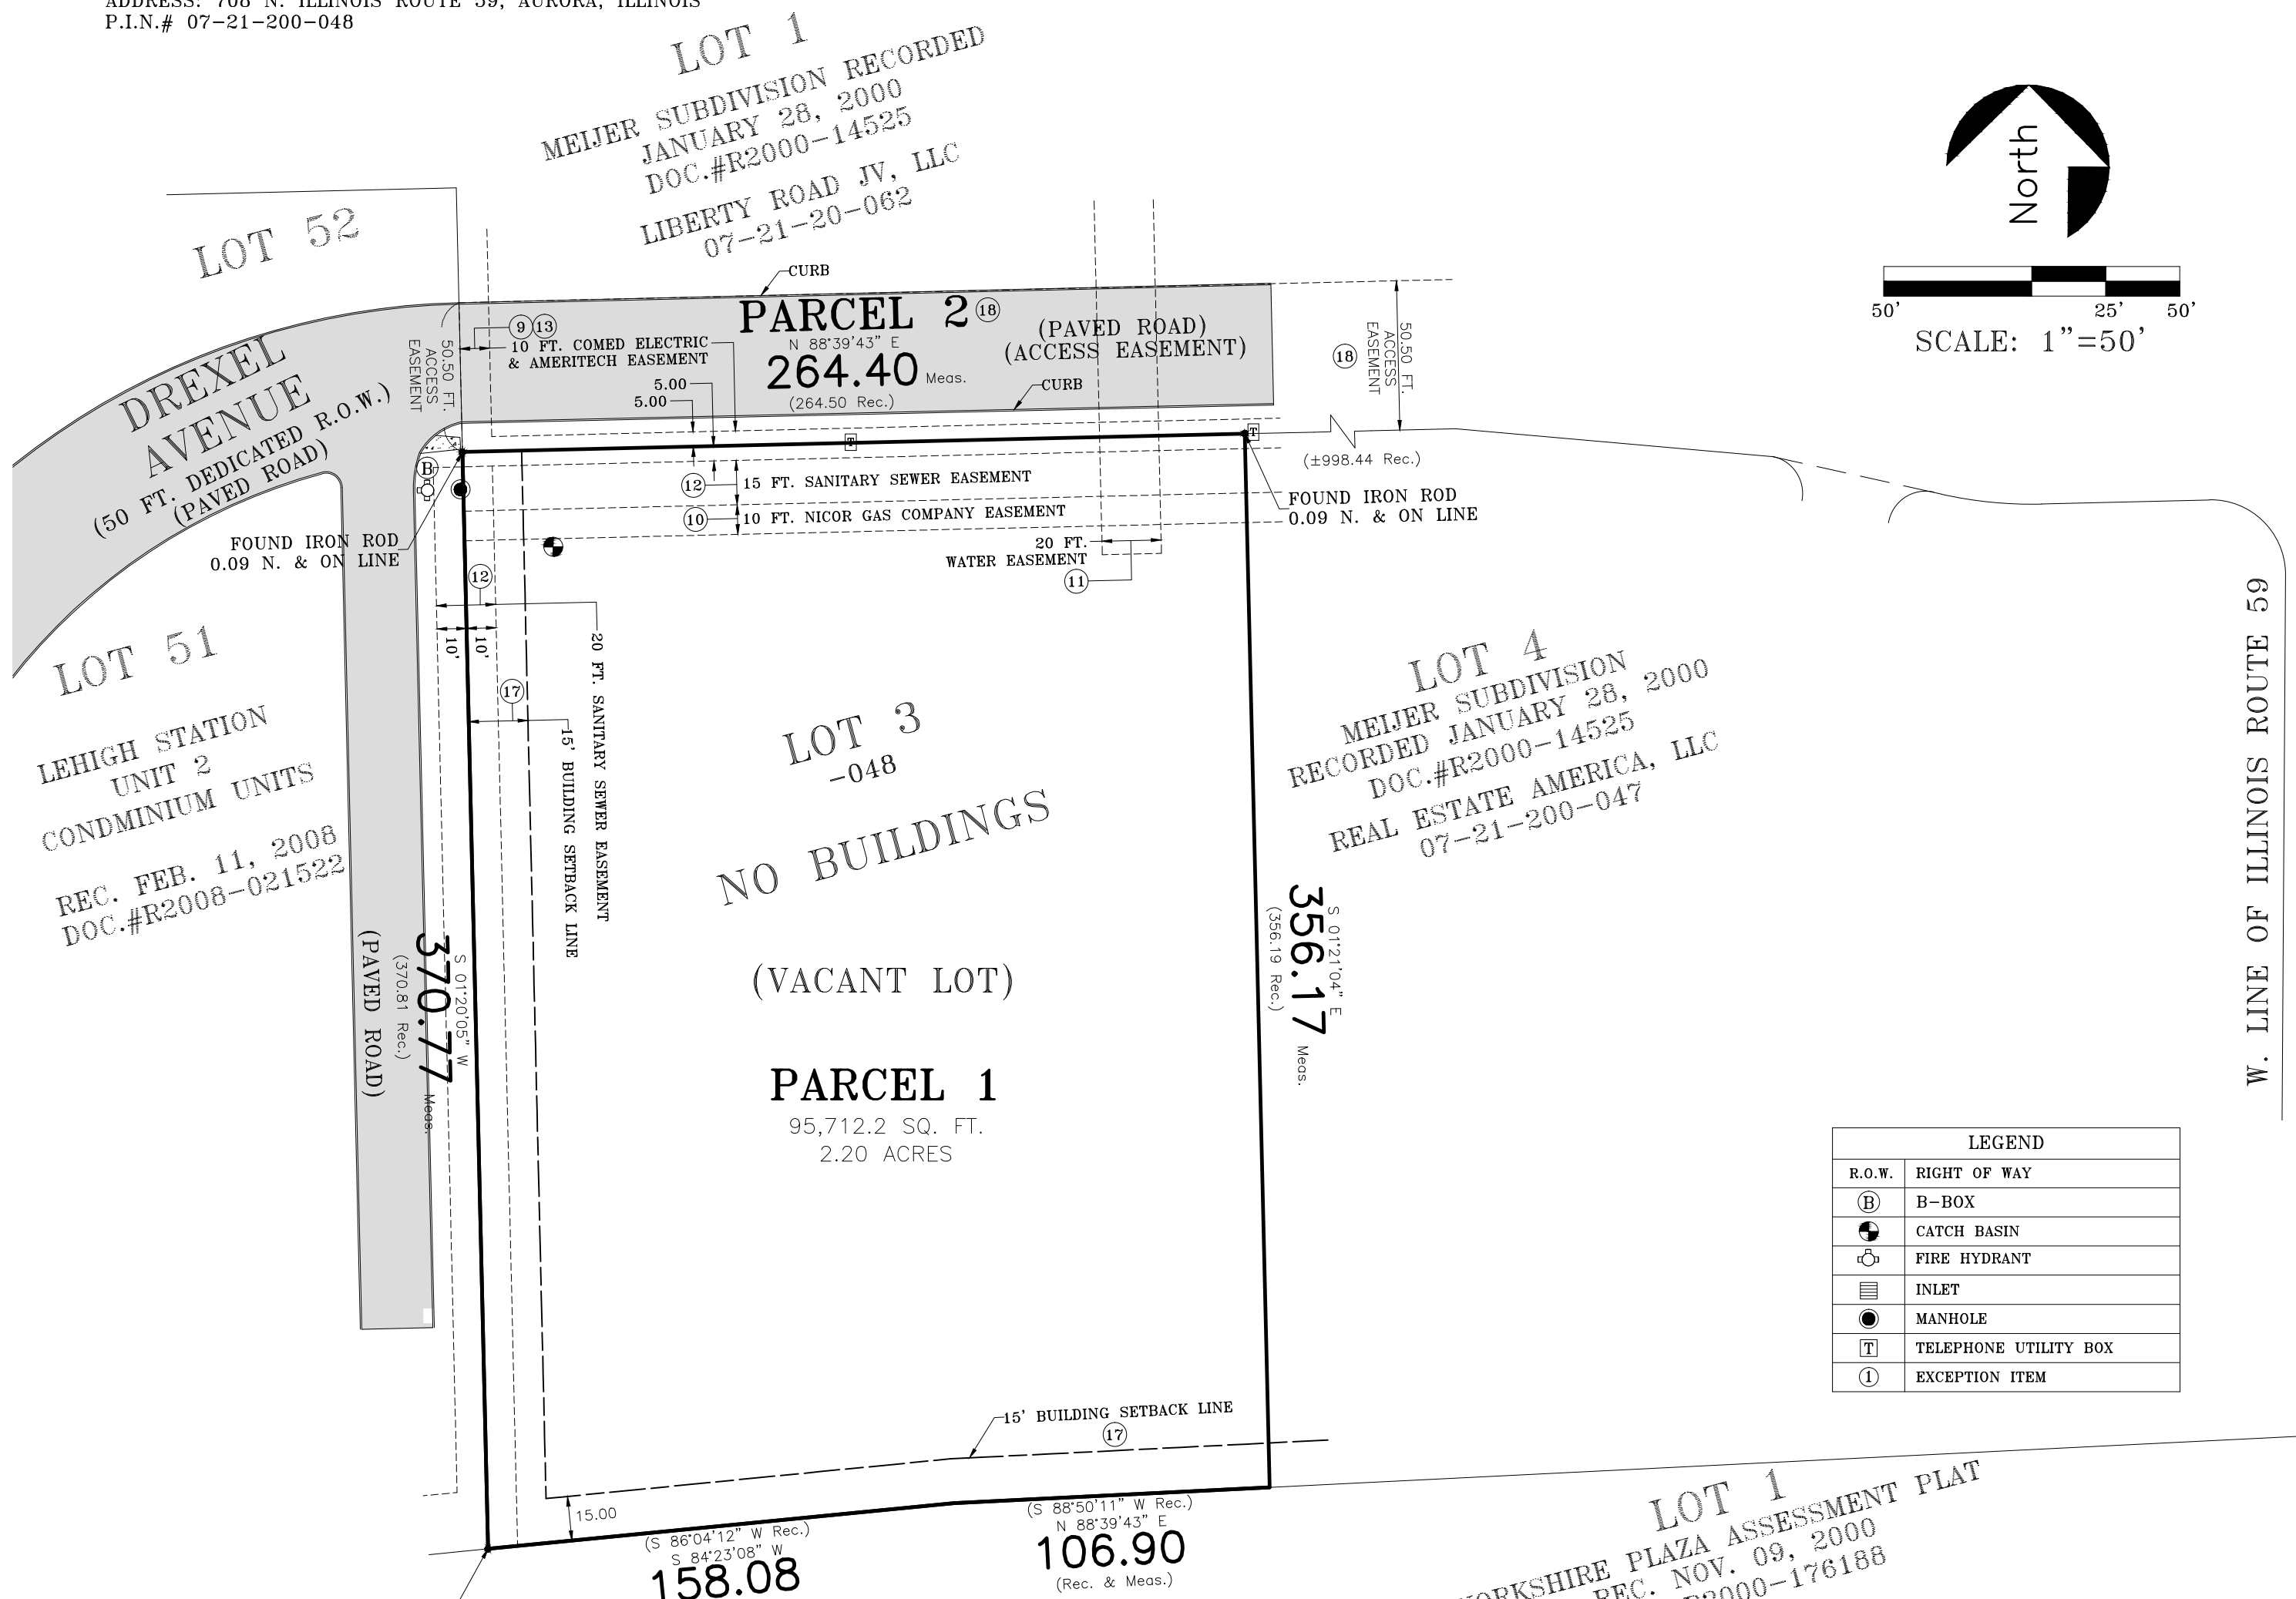 ADDRESS: 708 N. ILLINOIS ROUTE 59, AURORA, ILLINOIS
P.I.N.# 07-21-200-048
LOT 1
MEIJER SUBDIVISION RECORDED
JANUARY 28, 2000
DOC.#R2000-14525
LIBERTY ROAD JV, LLC
07-21-20-062
North
50'
25'
50'
SCALE: 1"=50'
LOT 52
CURB
PARCEL 2
18
(PAVED ROAD)
(ACCESS EASEMENT)
N 88°39'43" E
264.40 Meas.
(264.50 Rec.)
CURB
9
13
10 FT. COMED ELECTRIC
& AMERITECH EASEMENT
5.00
5.00
50.50 FT.
ACCESS
EASEMENT
18
50.50 FT.
ACCESS
EASEMENT
DREXEL
AVENUE
(50 FT. DEDICATED R.O.W.)
(PAVED ROAD)
B
T
T
(±998.44 Rec.)
12
15 FT. SANITARY SEWER EASEMENT
10
10 FT. NICOR GAS COMPANY EASEMENT
FOUND IRON ROD
0.09 N. & ON LINE
FOUND IRON ROD
0.09 N. & ON LINE
20 FT.
WATER EASEMENT
11
12
10'
10'
17
20 FT. SANITARY SEWER EASEMENT
15' BUILDING SETBACK LINE
LOT 51
LEHIGH STATION
UNIT 2
CONDMINIUM UNITS
REC. FEB. 11, 2008
DOC.#R2008-021522
LOT 3
-048
NO BUILDINGS
(VACANT LOT)
PARCEL 1
95,712.2 SQ. FT.
2.20 ACRES
LOT 4
MEIJER SUBDIVISION
RECORDED JANUARY 28, 2000
DOC.#R2000-14525
REAL ESTATE AMERICA, LLC
07-21-200-047
W. LINE OF ILLINOIS ROUTE 59
S 01°21'04" E
356.17 Meas.
(356.19 Rec.)
S 01°20'05" W
370.77 Meas.
(370.81 Rec.)
(PAVED ROAD)
LEGEND
R.O.W. RIGHT OF WAY
B B-BOX
CATCH BASIN
FIRE HYDRANT
INLET
MANHOLE
T TELEPHONE UTILITY BOX
1 EXCEPTION ITEM
15' BUILDING SETBACK LINE
17
15.00
(S 86°04'12" W Rec.)
S 84°23'08" W
158.08
(S 88°50'11" W Rec.)
N 88°39'43" E
106.90
(Rec. & Meas.)
LOT 1
YORKSHIRE PLAZA ASSESSMENT PLAT
REC. NOV. 09, 2000
R2000-176188